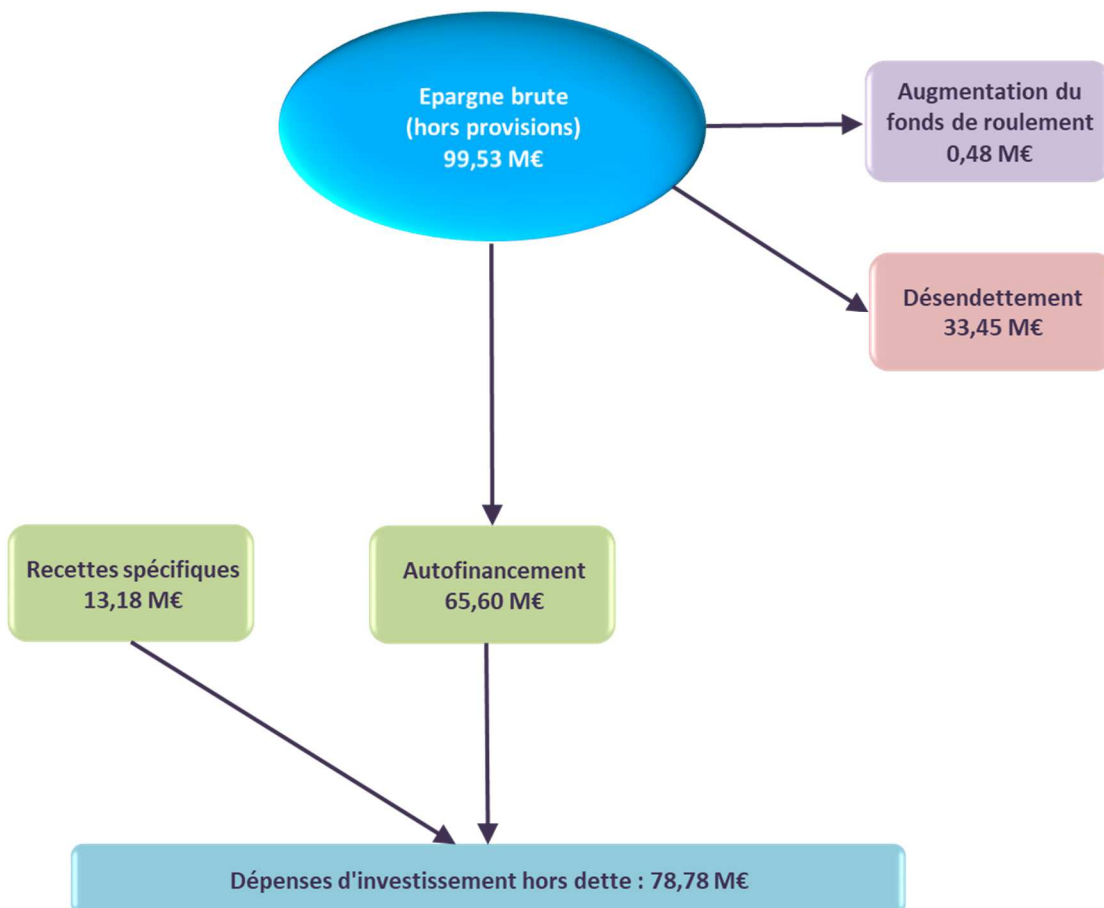 Epargne brute
(hors provisions)
99,53 M€
Augmentation du
fonds de roulement
0,48 M€
Désendettement
33,45 M€
Recettes spécifiques
13,18 M€
Autofinancement
65,60 M€
Dépenses d'investissement hors dette : 78,78 M€